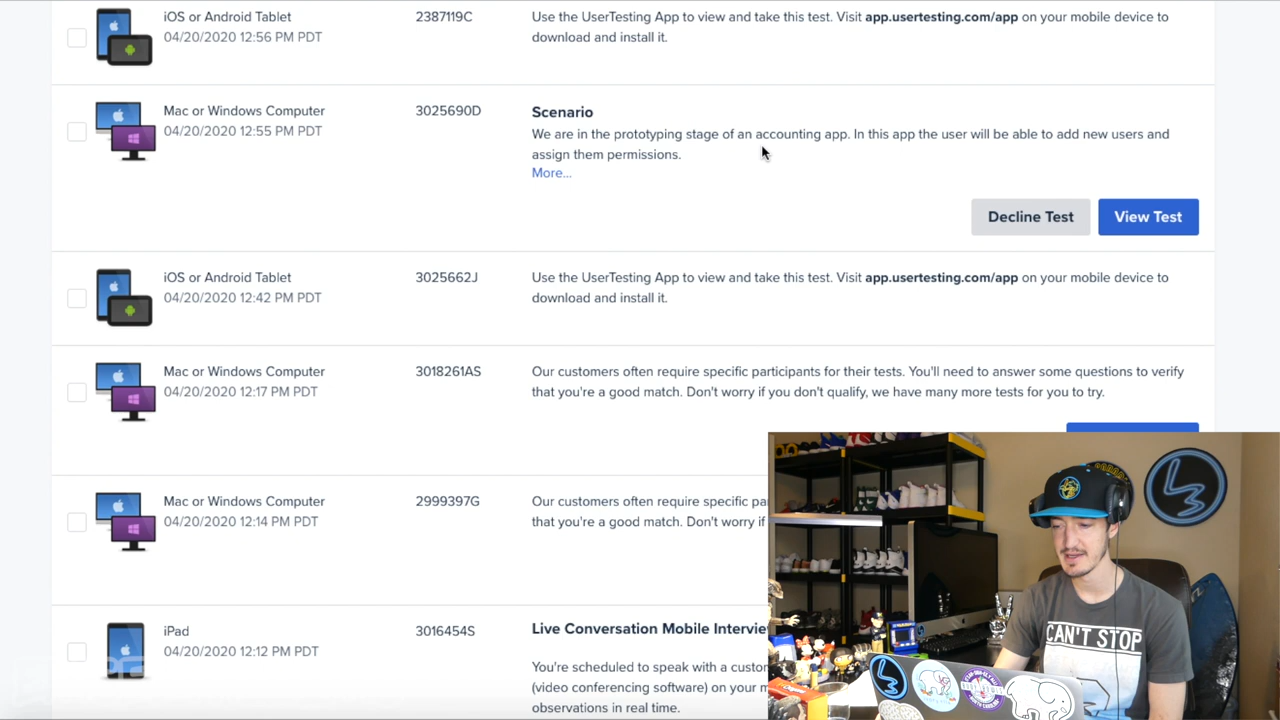 iOS or Android Tablet
04/20/2020 12:56 PM PDT
2387119C
Use the UserTesting App to view and take this test. Visit app.usertesting.com/app on your mobile device to
download and install it.
Mac or Windows Computer
04/20/2020 12:55 PM PDT
3025690D
Scenario
We are in the prototyping stage of an accounting app. In this app the user will be able to add new users and
assign them permissions.
More...
Decline Test
View Test
iOS or Android Tablet
04/20/2020 12:42 PM PDT
3025662J
Use the UserTesting App to view and take this test. Visit app.usertesting.com/app on your mobile device to
download and install it.
Mac or Windows Computer
04/20/2020 12:17 PM PDT
3018261AS
Our customers often require specific participants for their tests. You'll need to answer some questions to verify
that you're a good match. Don't worry if you don't qualify, we have many more tests for you to try.
Mac or Windows Computer
04/20/2020 12:14 PM PDT
2999397G
Our customers often require specific
that you're a good match. Don't worry if
iPad
04/20/2020 12:12 PM PDT
3016454S
Live Conversation Mobile
You're scheduled to speak with a
(video conferencing software) on your
observations in real time.
CAN'T STOP